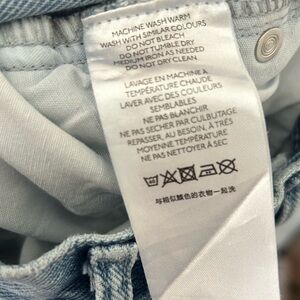 MACHINE WASH WARM
WASH WITH SIMILAR COLOURS
DO NOT BLEACH
DO NOT TUMBLE DRY
MEDIUM IRON AS NEEDED
DO NOT DRY CLEAN
LAVAGE EN MACHINE À
TEMPÉRATURE CHAUDE
LAVER AVEC DES COULEURS
SEMBLABLES
NE PAS BLANCHIR
NE PAS SÉCHER PAR CULBUTAGE
REPASSER, AU BESOIN, À TRÈS
MOYENNE TEMPÉRATURE
NE PAS NETTOYER À SEC
与相似颜色的衣物一起洗